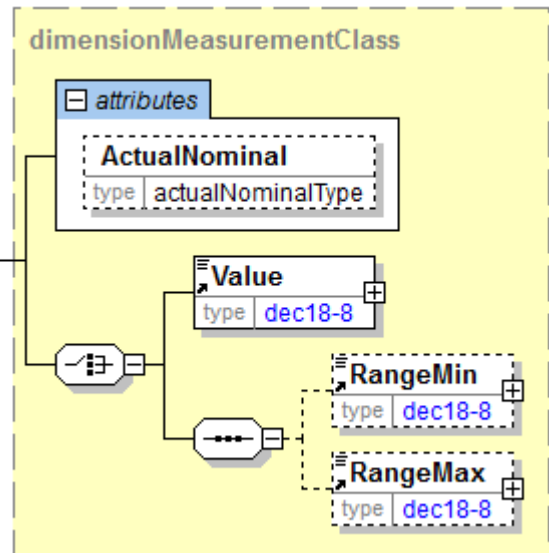 dimensionMeasurementClass
attributes
ActualNominal
type actualNominalType
Value
type dec18-8
RangeMin
type dec18-8
RangeMax
type dec18-8